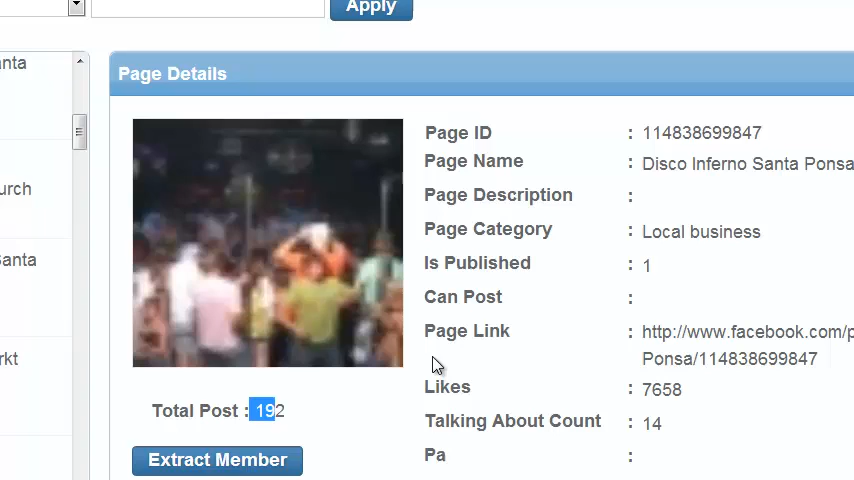 Apply
anta
urch
Santa
rkt
Page Details
Page ID : 114838699847
Page Name : Disco Inferno Santa Ponsa
Page Description :
Page Category : Local business
Is Published : 1
Can Post :
Page Link : http://www.facebook.com/p
Ponsa/114838699847
Likes : 7658
Talking About Count : 14
Pa :
Total Post : 192
Extract Member